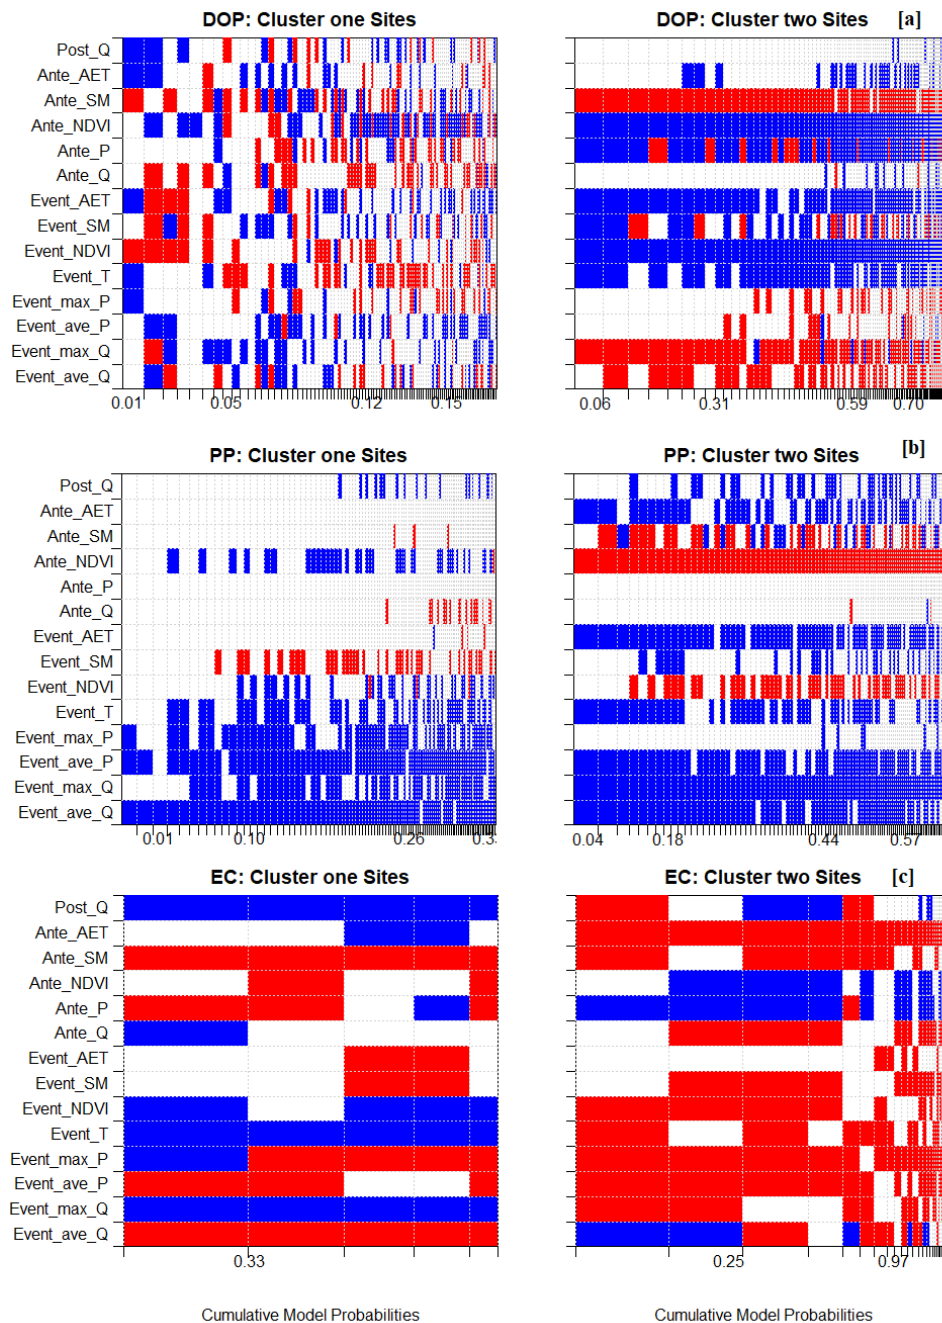 DOP: Cluster one Sites
DOP: Cluster two Sites
[a]
Post_Q
Ante_AET
Ante_SM
Ante_NDVI
Ante_P
Ante_Q
Event_AET
Event_SM
Event_NDVI
Event_T
Event_max_P
Event_ave_P
Event_max_Q
Event_ave_Q
0.01 0.05 0.12 0.15
0.06 0.31 0.59 0.70
PP: Cluster one Sites
PP: Cluster two Sites
[b]
Post_Q
Ante_AET
Ante_SM
Ante_NDVI
Ante_P
Ante_Q
Event_AET
Event_SM
Event_NDVI
Event_T
Event_max_P
Event_ave_P
Event_max_Q
Event_ave_Q
0.01 0.10 0.26
0.04 0.18 0.44 0.57
EC: Cluster one Sites
EC: Cluster two Sites
[c]
Post_Q
Ante_AET
Ante_SM
Ante_NDVI
Ante_P
Ante_Q
Event_AET
Event_SM
Event_NDVI
Event_T
Event_max_P
Event_ave_P
Event_max_Q
Event_ave_Q
0.33
0.25 0.97
Cumulative Model Probabilities
Cumulative Model Probabilities